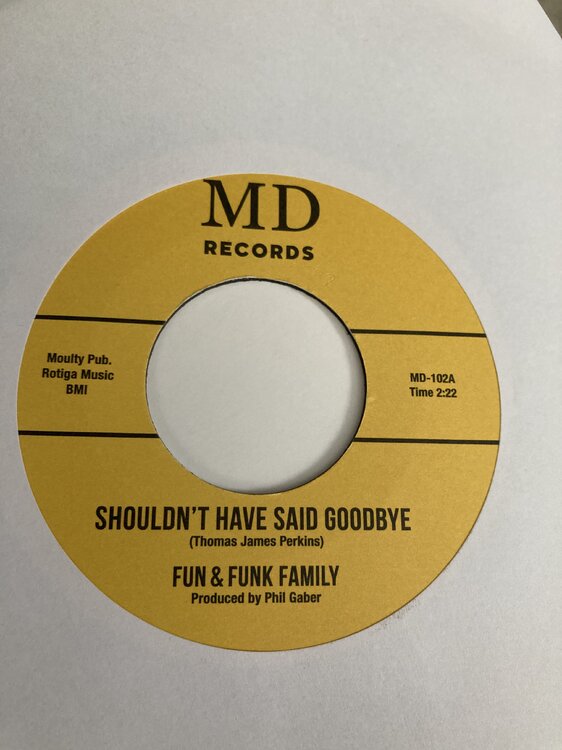 MD
RECORDS
Moulty Pub.
Rotiga Music
BMI
MD-102A
Time 2:22
SHOULDN'T HAVE SAID GOODBYE
(Thomas James Perkins)
FUN & FUNK FAMILY
Produced by Phil Gaber